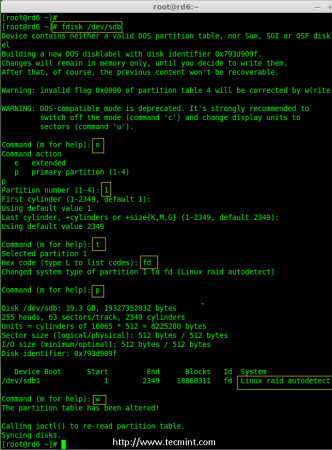 root@rd6:~
[root@rd6 ~]#
[root@rd6 ~]# fdisk /dev/sdb
Device contains neither a valid DOS partition table, nor Sun, SGI or OSF disk
el
Building a new DOS disklabel with disk identifier 0x793d909f.
Changes will remain in memory only, until you decide to write them.
After that, of course, the previous content won't be recoverable.
Warning: invalid flag 0x0000 of partition table 4 will be corrected by w(rite
WARNING: DOS-compatible mode is deprecated. It's strongly recommended to
switch off the mode (command 'c') and change display units to
sectors (command 'u').
Command (m for help): n
Command action
e   extended
p   primary partition (1-4)
p
Partition number (1-4): 1
First cylinder (1-2349, default 1):
Using default value 1
Last cylinder, +cylinders or +size{K,M,G} (1-2349, default 2349):
Using default value 2349
Command (m for help): t
Selected partition 1
Hex code (type L to list codes): fd
Changed system type of partition 1 to fd (Linux raid autodetect)
Command (m for help): p
Disk /dev/sdb: 19.3 GB, 19327352832 bytes
255 heads, 63 sectors/track, 2349 cylinders
Units = cylinders of 16065 * 512 = 8225280 bytes
Sector size (logical/physical): 512 bytes / 512 bytes
I/O size (minimum/optimal): 512 bytes / 512 bytes
Disk identifier: 0x793d909f
Device Boot      Start         End      Blocks   Id  System
/dev/sdb1               1        2349    18868311   fd  Linux raid autodetect
Command (m for help): w
The partition table has been altered!
Calling ioctl() to re-read partition table.
Syncing disks.
[root@rd6 ~]#
http://www.tecmint.com